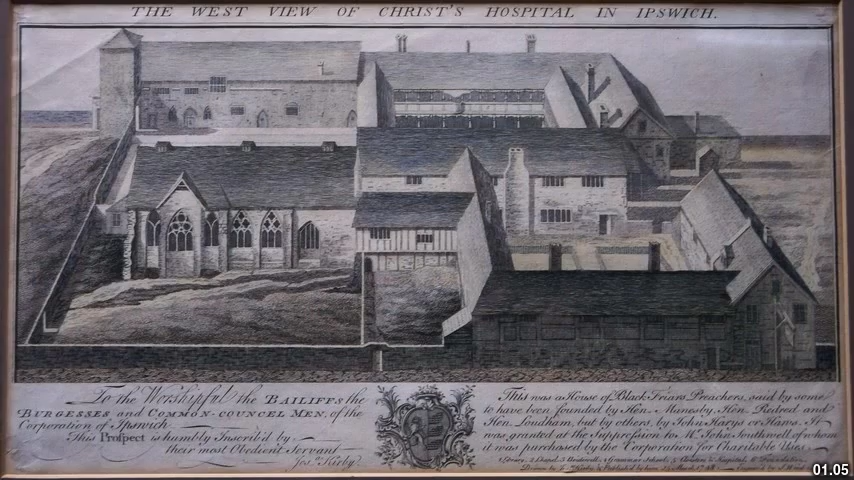 THE WEST VIEW OF CHRIST'S HOSPITAL IN IPSWICH.
To the Worshipful the BAILIFFS the
BURGESSES and COMMON-COUNCEL MEN, of the
Corporation of Ipswich
This Prospect is humbly Inscrib'd by
their most Obedient Servant
Jos. Kirby.
This was a House of Black Friars Preachers, said by some
to have been founded by Hen. Manesby, Hen. Redred and
Hen. Loudham, but by others, by John Harys or Haws. It
was granted at the Suppression to Mr. John Southwell, of whom
it was purchased by the Corporation for Charitable Uses.
01.05